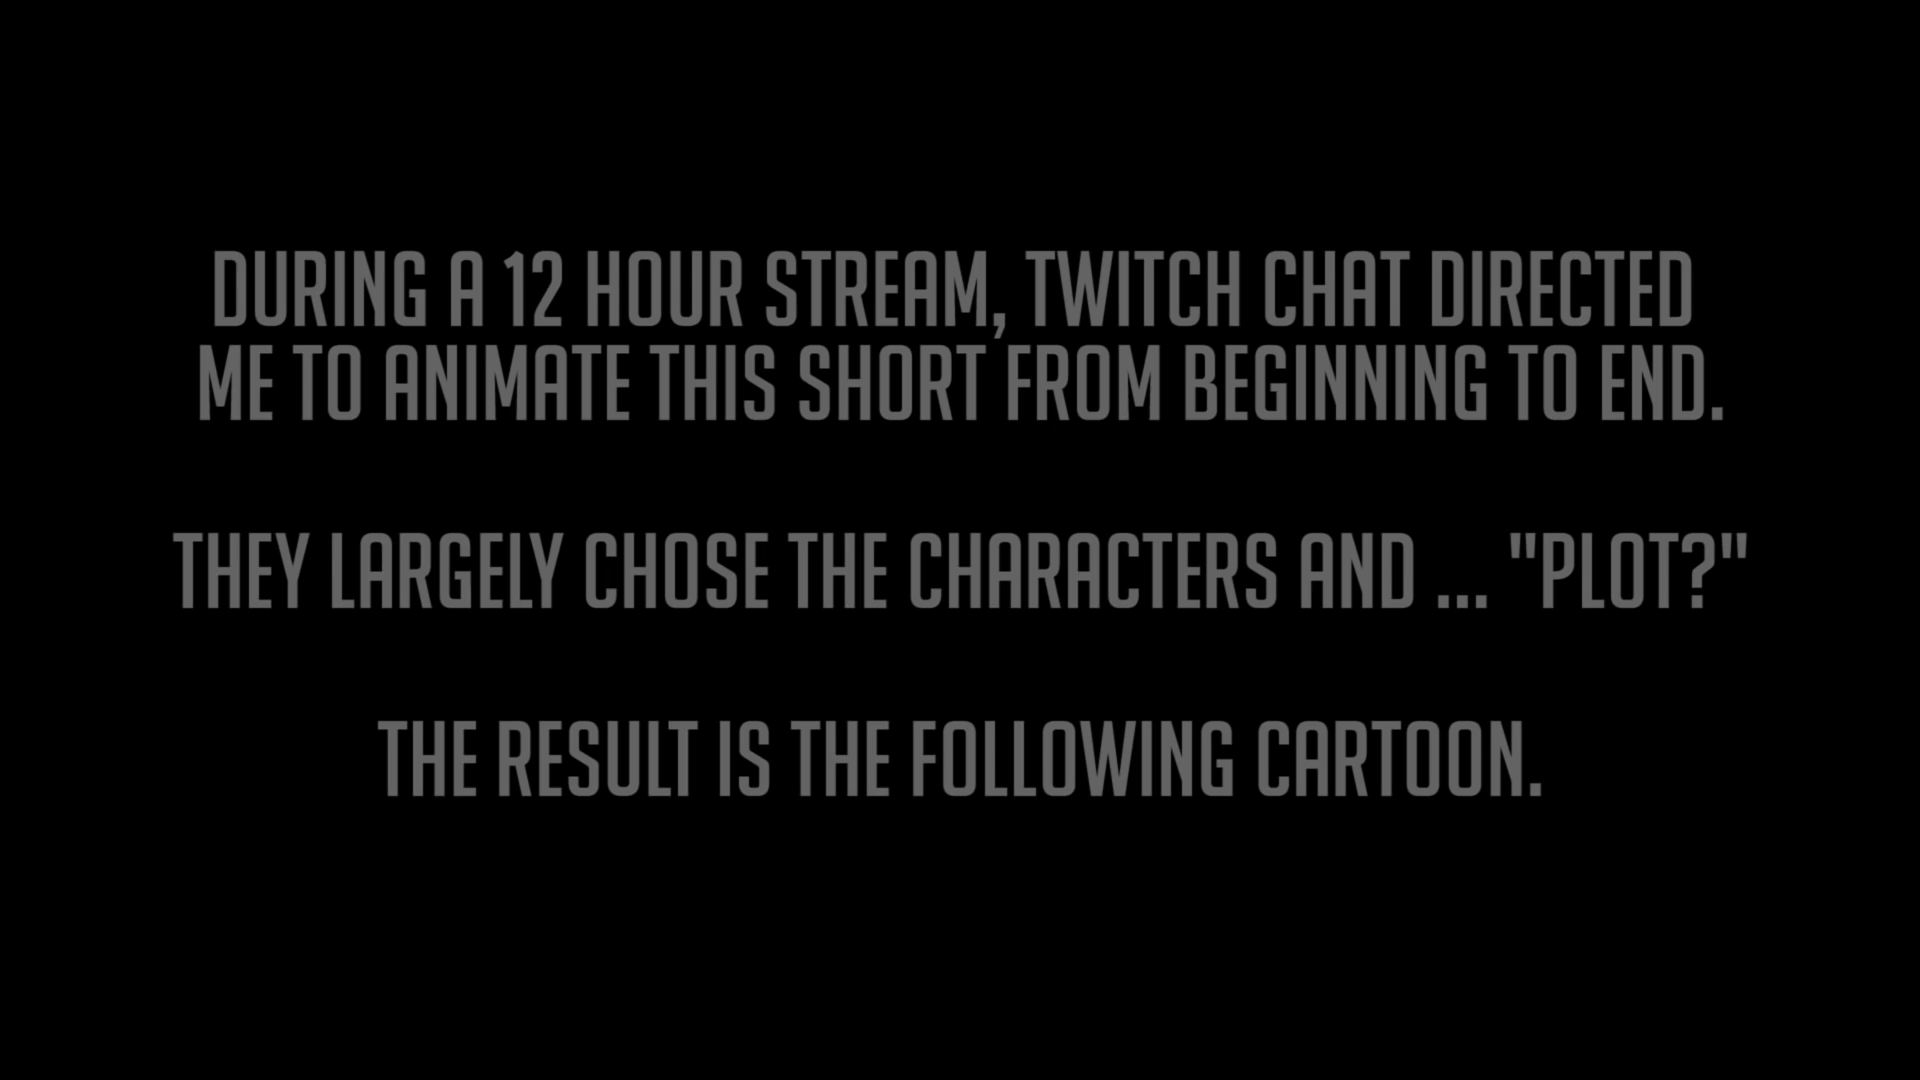 DURING A 12 HOUR STREAM, TWITCH CHAT DIRECTED
ME TO ANIMATE THIS SHORT FROM BEGINNING TO END.
THEY LARGELY CHOSE THE CHARACTERS AND ... "PLOT?"
THE RESULT IS THE FOLLOWING CARTOON.